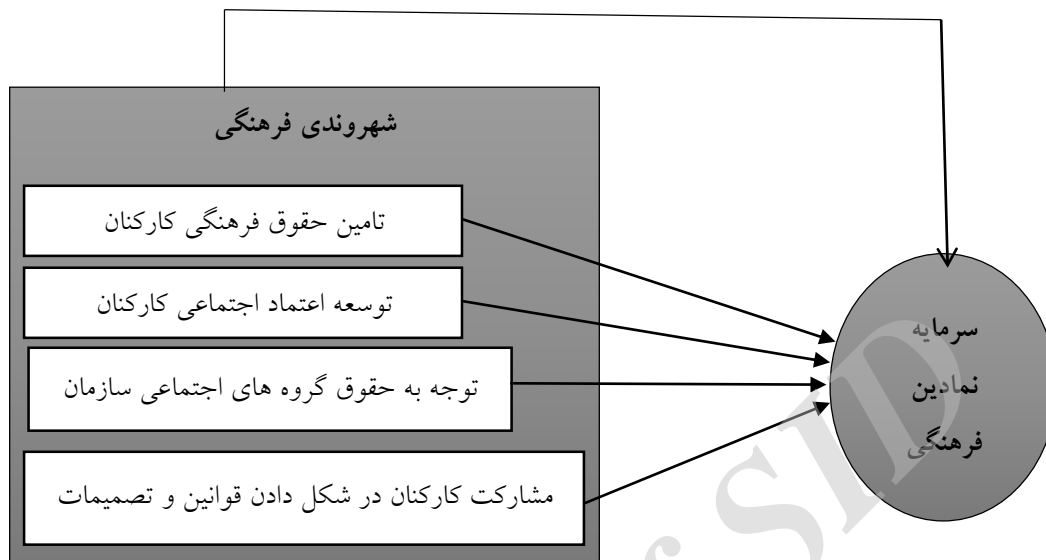 شهروندی فرهنگی
تامین حقوق فرهنگی کارکنان
توسعه اعتماد اجتماعی کارکنان
توجه به حقوق گروه های اجتماعی سازمان
مشارکت کارکنان در شکل دادن قوانین و تصمیمات
سرمایه
نمادین
فرهنگی
f SID